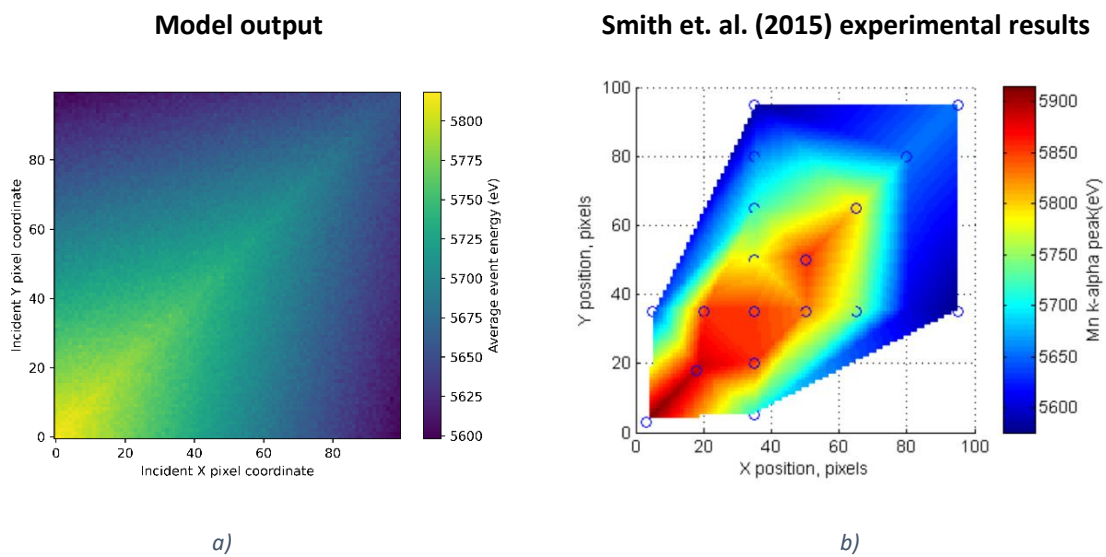 Model output
Smith et. al. (2015) experimental results
80
60
40
20
0
Incident Y pixel coordinate
0 20 40 60 80
Incident X pixel coordinate
5800
5775
5750
5725
5700
5675
5650
5625
5600
Average event energy (eV)
100
80
60
40
20
0
Y position, pixels
0 20 40 60 80 100
X position, pixels
5900
5850
5800
5750
5700
5650
5600
Mn k-alpha peak(eV)
a)
b)